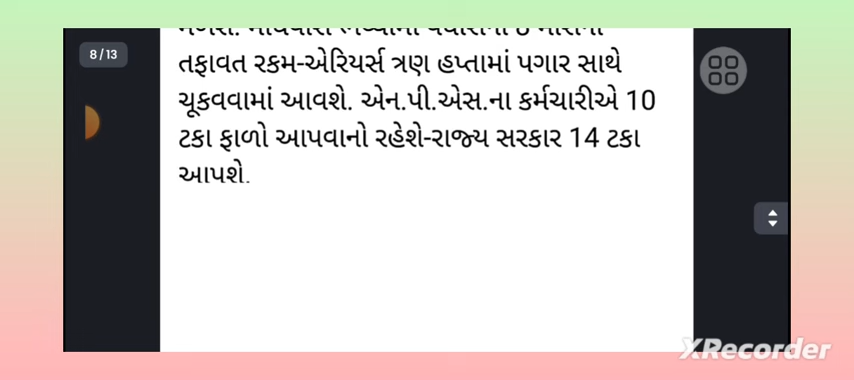 8/13
તફાવત રકમ-એરિયર્સ ત્રણ હપ્તામાં પગાર સાથે
ચૂકવવામાં આવશે. એન.પી.એસ.ના કર્મચારીએ 10
ટકા ફાળો આપવાનો રહેશે-રાજ્ય સરકાર 14 ટકા
આપશે.
XRecorder